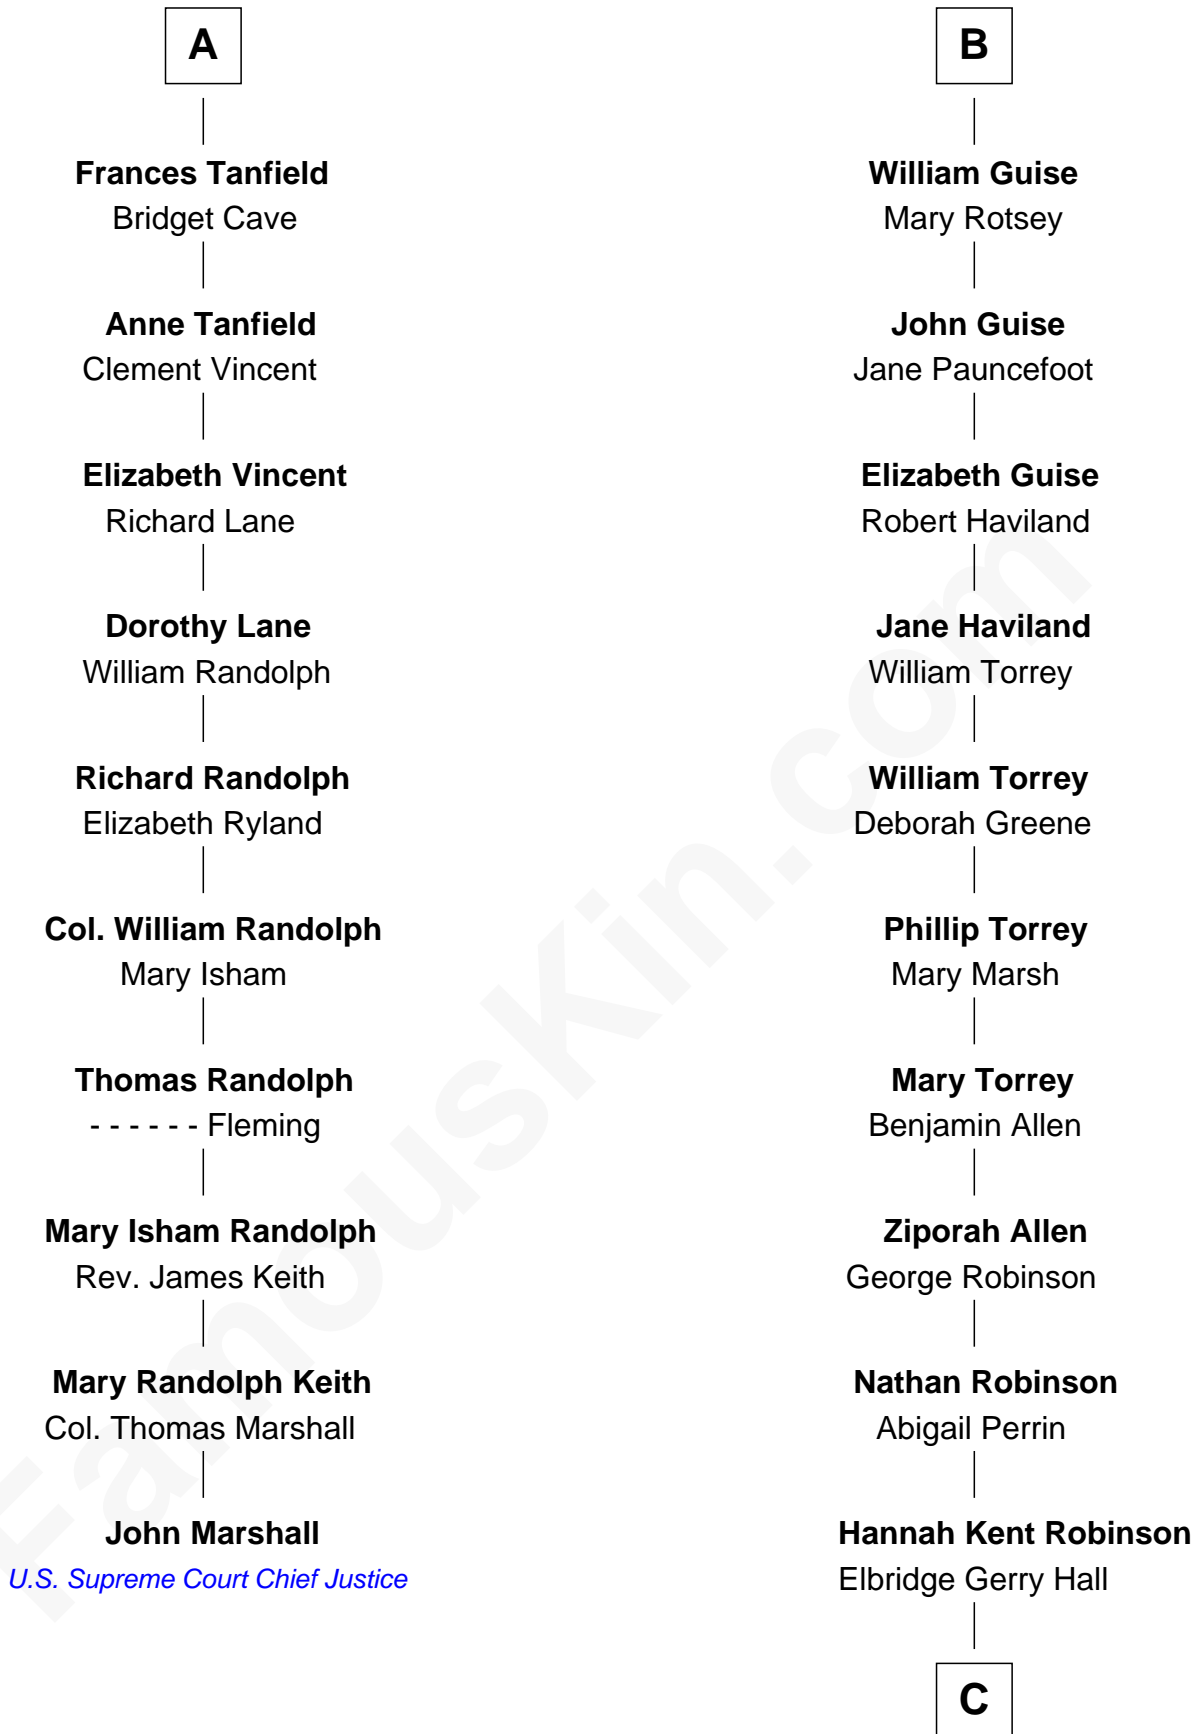 A
Frances Tanfield
Bridget Cave
Anne Tanfield
Clement Vincent
Elizabeth Vincent
Richard Lane
Dorothy Lane
William Randolph
Richard Randolph
Elizabeth Ryland
Col. William Randolph
Mary Isham
Thomas Randolph
- - - - - - Fleming
Mary Isham Randolph
Rev. James Keith
Mary Randolph Keith
Col. Thomas Marshall
John Marshall
U.S. Supreme Court Chief Justice
B
William Guise
Mary Rotsey
John Guise
Jane Pauncefoot
Elizabeth Guise
Robert Haviland
Jane Haviland
William Torrey
William Torrey
Deborah Greene
Phillip Torrey
Mary Marsh
Mary Torrey
Benjamin Allen
Ziporah Allen
George Robinson
Nathan Robinson
Abigail Perrin
Hannah Kent Robinson
Elbridge Gerry Hall
C
FamousKin.com